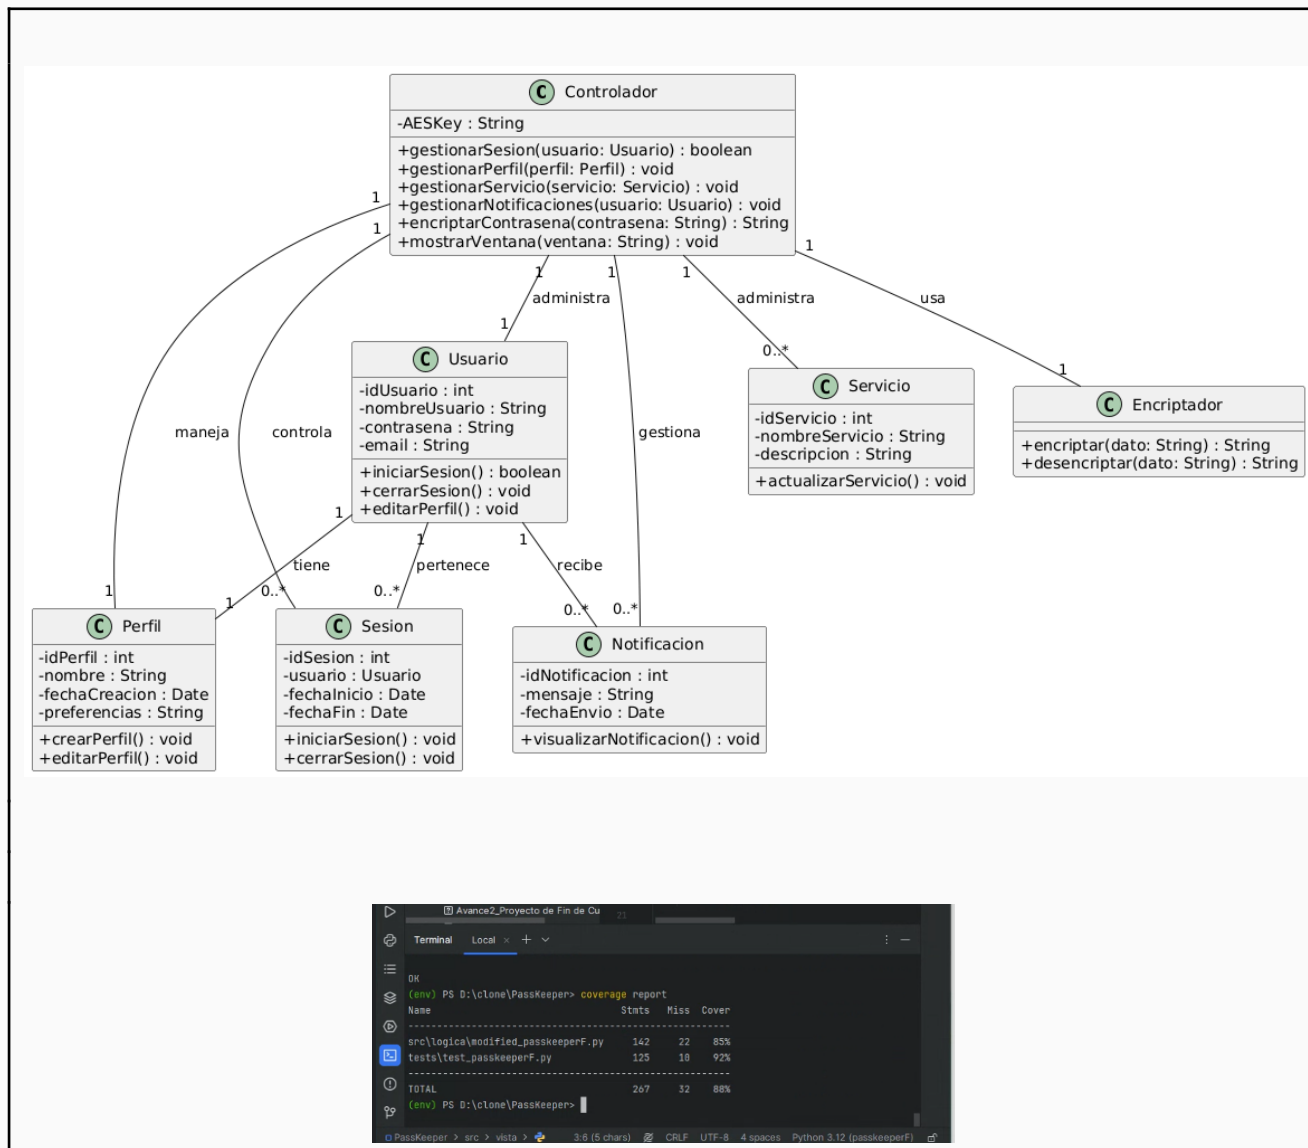 C Controlador
-AESKey : String
+gestionarSesion(usuario: Usuario) : boolean
+gestionarPerfil(perfil: Perfil) : void
+gestionarServicio(servicio: Servicio) : void
+gestionarNotificaciones(usuario: Usuario) : void
+encriptarContrasena(contrasena: String) : String
+mostrarVentana(ventana: String) : void
1
1
1
1
1
1
administra
administra
usa
1
0..*
1
C Usuario
-idUsuario : int
-nombreUsuario : String
-contrasena : String
-email : String
+iniciarSesion() : boolean
+cerrarSesion() : void
+editarPerfil() : void
C Servicio
-idServicio : int
-nombreServicio : String
-descripcion : String
+actualizarServicio() : void
C Encriptador
+encriptar(dato: String) : String
+desencriptar(dato: String) : String
maneja
controla
gestiona
1
1
1
tiene
pertenece
recibe
1
1
0..*
0..*
0..*
0..*
C Perfil
-idPerfil : int
-nombre : String
-fechaCreacion : Date
-preferencias : String
+crearPerfil() : void
+editarPerfil() : void
C Sesion
-idSesion : int
-usuario : Usuario
-fechaInicio : Date
-fechaFin : Date
+iniciarSesion() : void
+cerrarSesion() : void
C Notificacion
-idNotificacion : int
-mensaje : String
-fechaEnvio : Date
+visualizarNotificacion() : void
Avance2_Proyecto de Fin de Cu
21
Terminal Local
OK
(env) PS D:\clone\PassKeeper> coverage report
Name Stmts Miss Cover
-----------------------------------------------------
src\logica\modified_passkeeperF.py 142 22 85%
tests\test_passkeeperF.py 125 10 92%
-----------------------------------------------------
TOTAL 267 32 88%
(env) PS D:\clone\PassKeeper>
PassKeeper > src > vista > 3:6 (5 chars) CRLF UTF-8 4 spaces Python 3.12 (passkeeperF)